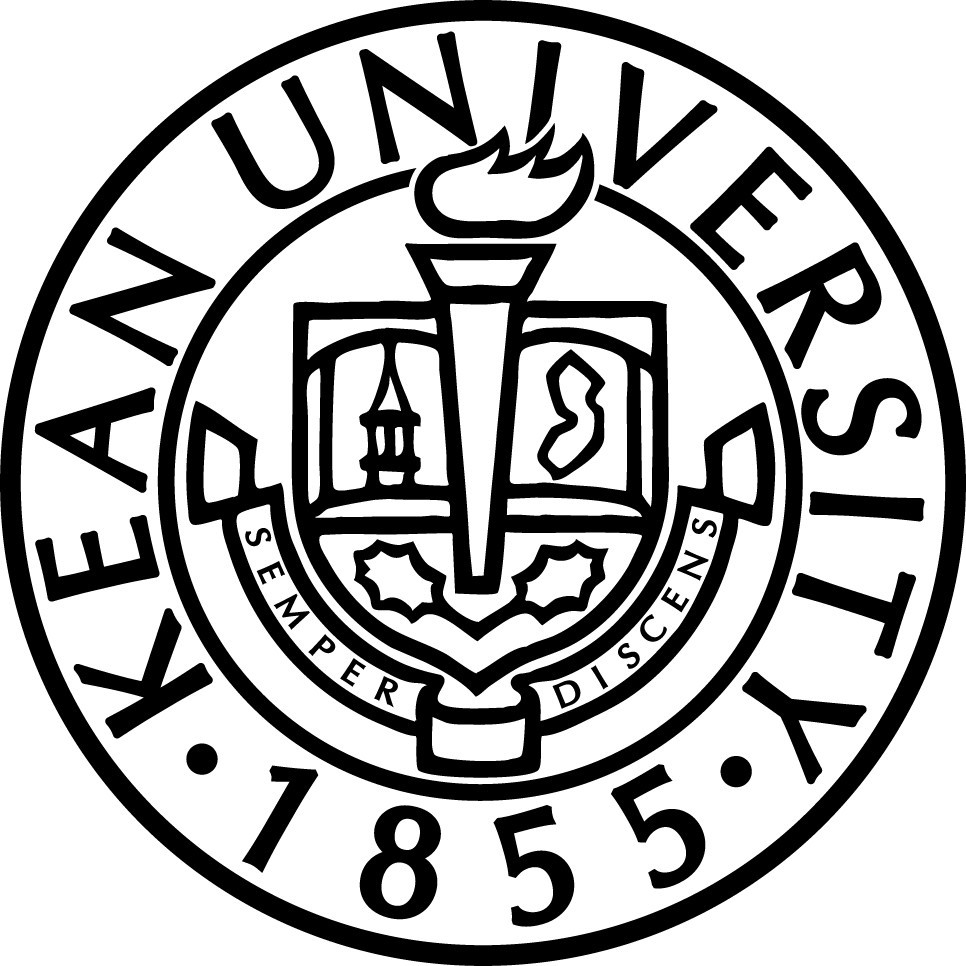 KEAN UNIVERSITY
SEMPER DISCENS
• 1855 •